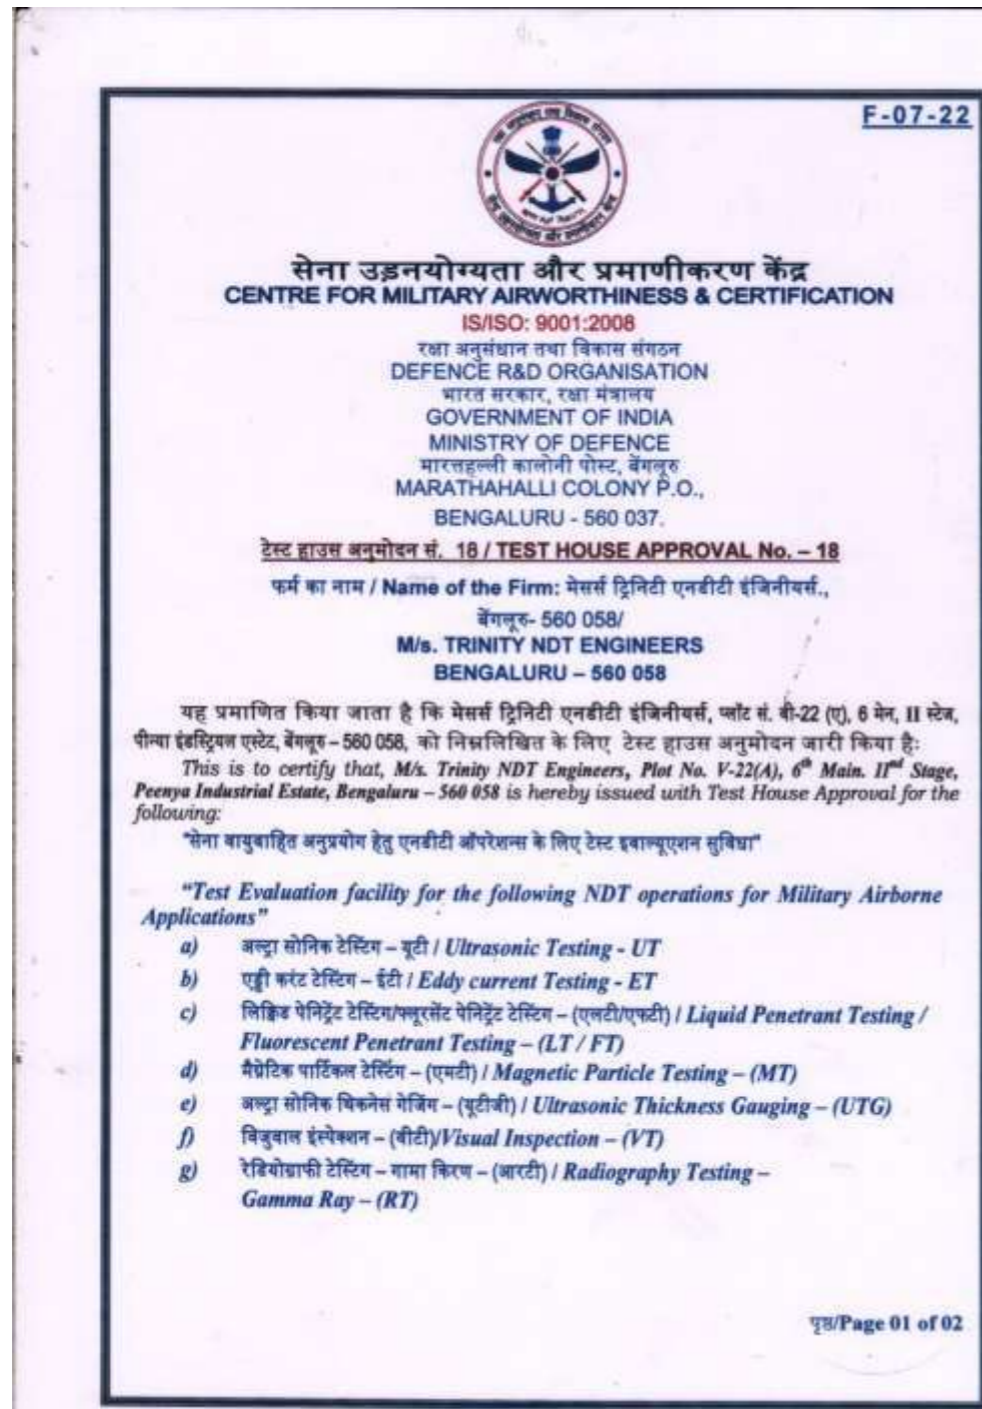 F-07-22
सेना उड़नयोग्यता और प्रमाणीकरण केंद्र
CENTRE FOR MILITARY AIRWORTHINESS & CERTIFICATION
IS/ISO: 9001:2008
रक्षा अनुसंधान तथा विकास संगठन
DEFENCE R&D ORGANISATION
भारत सरकार, रक्षा मंत्रालय
GOVERNMENT OF INDIA
MINISTRY OF DEFENCE
मारतहल्ली कालोनी पोस्ट, बेंगलूरु
MARATHAHALLI COLONY P.O.,
BENGALURU - 560 037.
टेस्ट हाउस अनुमोदन सं. 18 / TEST HOUSE APPROVAL No. – 18
फर्म का नाम / Name of the Firm: मेसर्स ट्रिनिटी एनडीटी इंजिनीयर्स.,
बेंगलूरु- 560 058/
M/s. TRINITY NDT ENGINEERS
BENGALURU – 560 058
यह प्रमाणित किया जाता है कि मेसर्स ट्रिनिटी एनडीटी इंजिनीयर्स, प्लॉट सं. वी-22 (ए), 6 मेन, II स्टेज,
पीन्या इंडस्ट्रियल एस्टेट, बेंगलूरु – 560 058, को निम्नलिखित के लिए टेस्ट हाउस अनुमोदन जारी किया है:
This is to certify that, M/s. Trinity NDT Engineers, Plot No. V-22(A), 6th Main. IInd Stage,
Peenya Industrial Estate, Bengaluru – 560 058 is hereby issued with Test House Approval for the
following:
"सेना वायुवाहित अनुप्रयोग हेतु एनडीटी ऑपरेशन्स के लिए टेस्ट इवाल्यूएशन सुविधा"
"Test Evaluation facility for the following NDT operations for Military Airborne
Applications"
a) अल्ट्रा सोनिक टेस्टिंग – यूटी / Ultrasonic Testing - UT
b) एड्डी करंट टेस्टिंग – ईटी / Eddy current Testing - ET
c) लिक्विड पेनिट्रेंट टेस्टिंग/फ्लूरसेंट पेनिट्रेंट टेस्टिंग – (एलटी/एफटी) / Liquid Penetrant Testing /
Fluorescent Penetrant Testing – (LT / FT)
d) मैग्नेटिक पार्टिकल टेस्टिंग – (एमटी) / Magnetic Particle Testing – (MT)
e) अल्ट्रा सोनिक थिकनेस गेजिंग – (यूटीजी) / Ultrasonic Thickness Gauging – (UTG)
f) विजुवाल इंस्पेक्शन – (वीटी)/Visual Inspection – (VT)
g) रेडियोग्राफी टेस्टिंग – गामा किरण – (आरटी) / Radiography Testing –
Gamma Ray – (RT)
पृष्ठ/Page 01 of 02